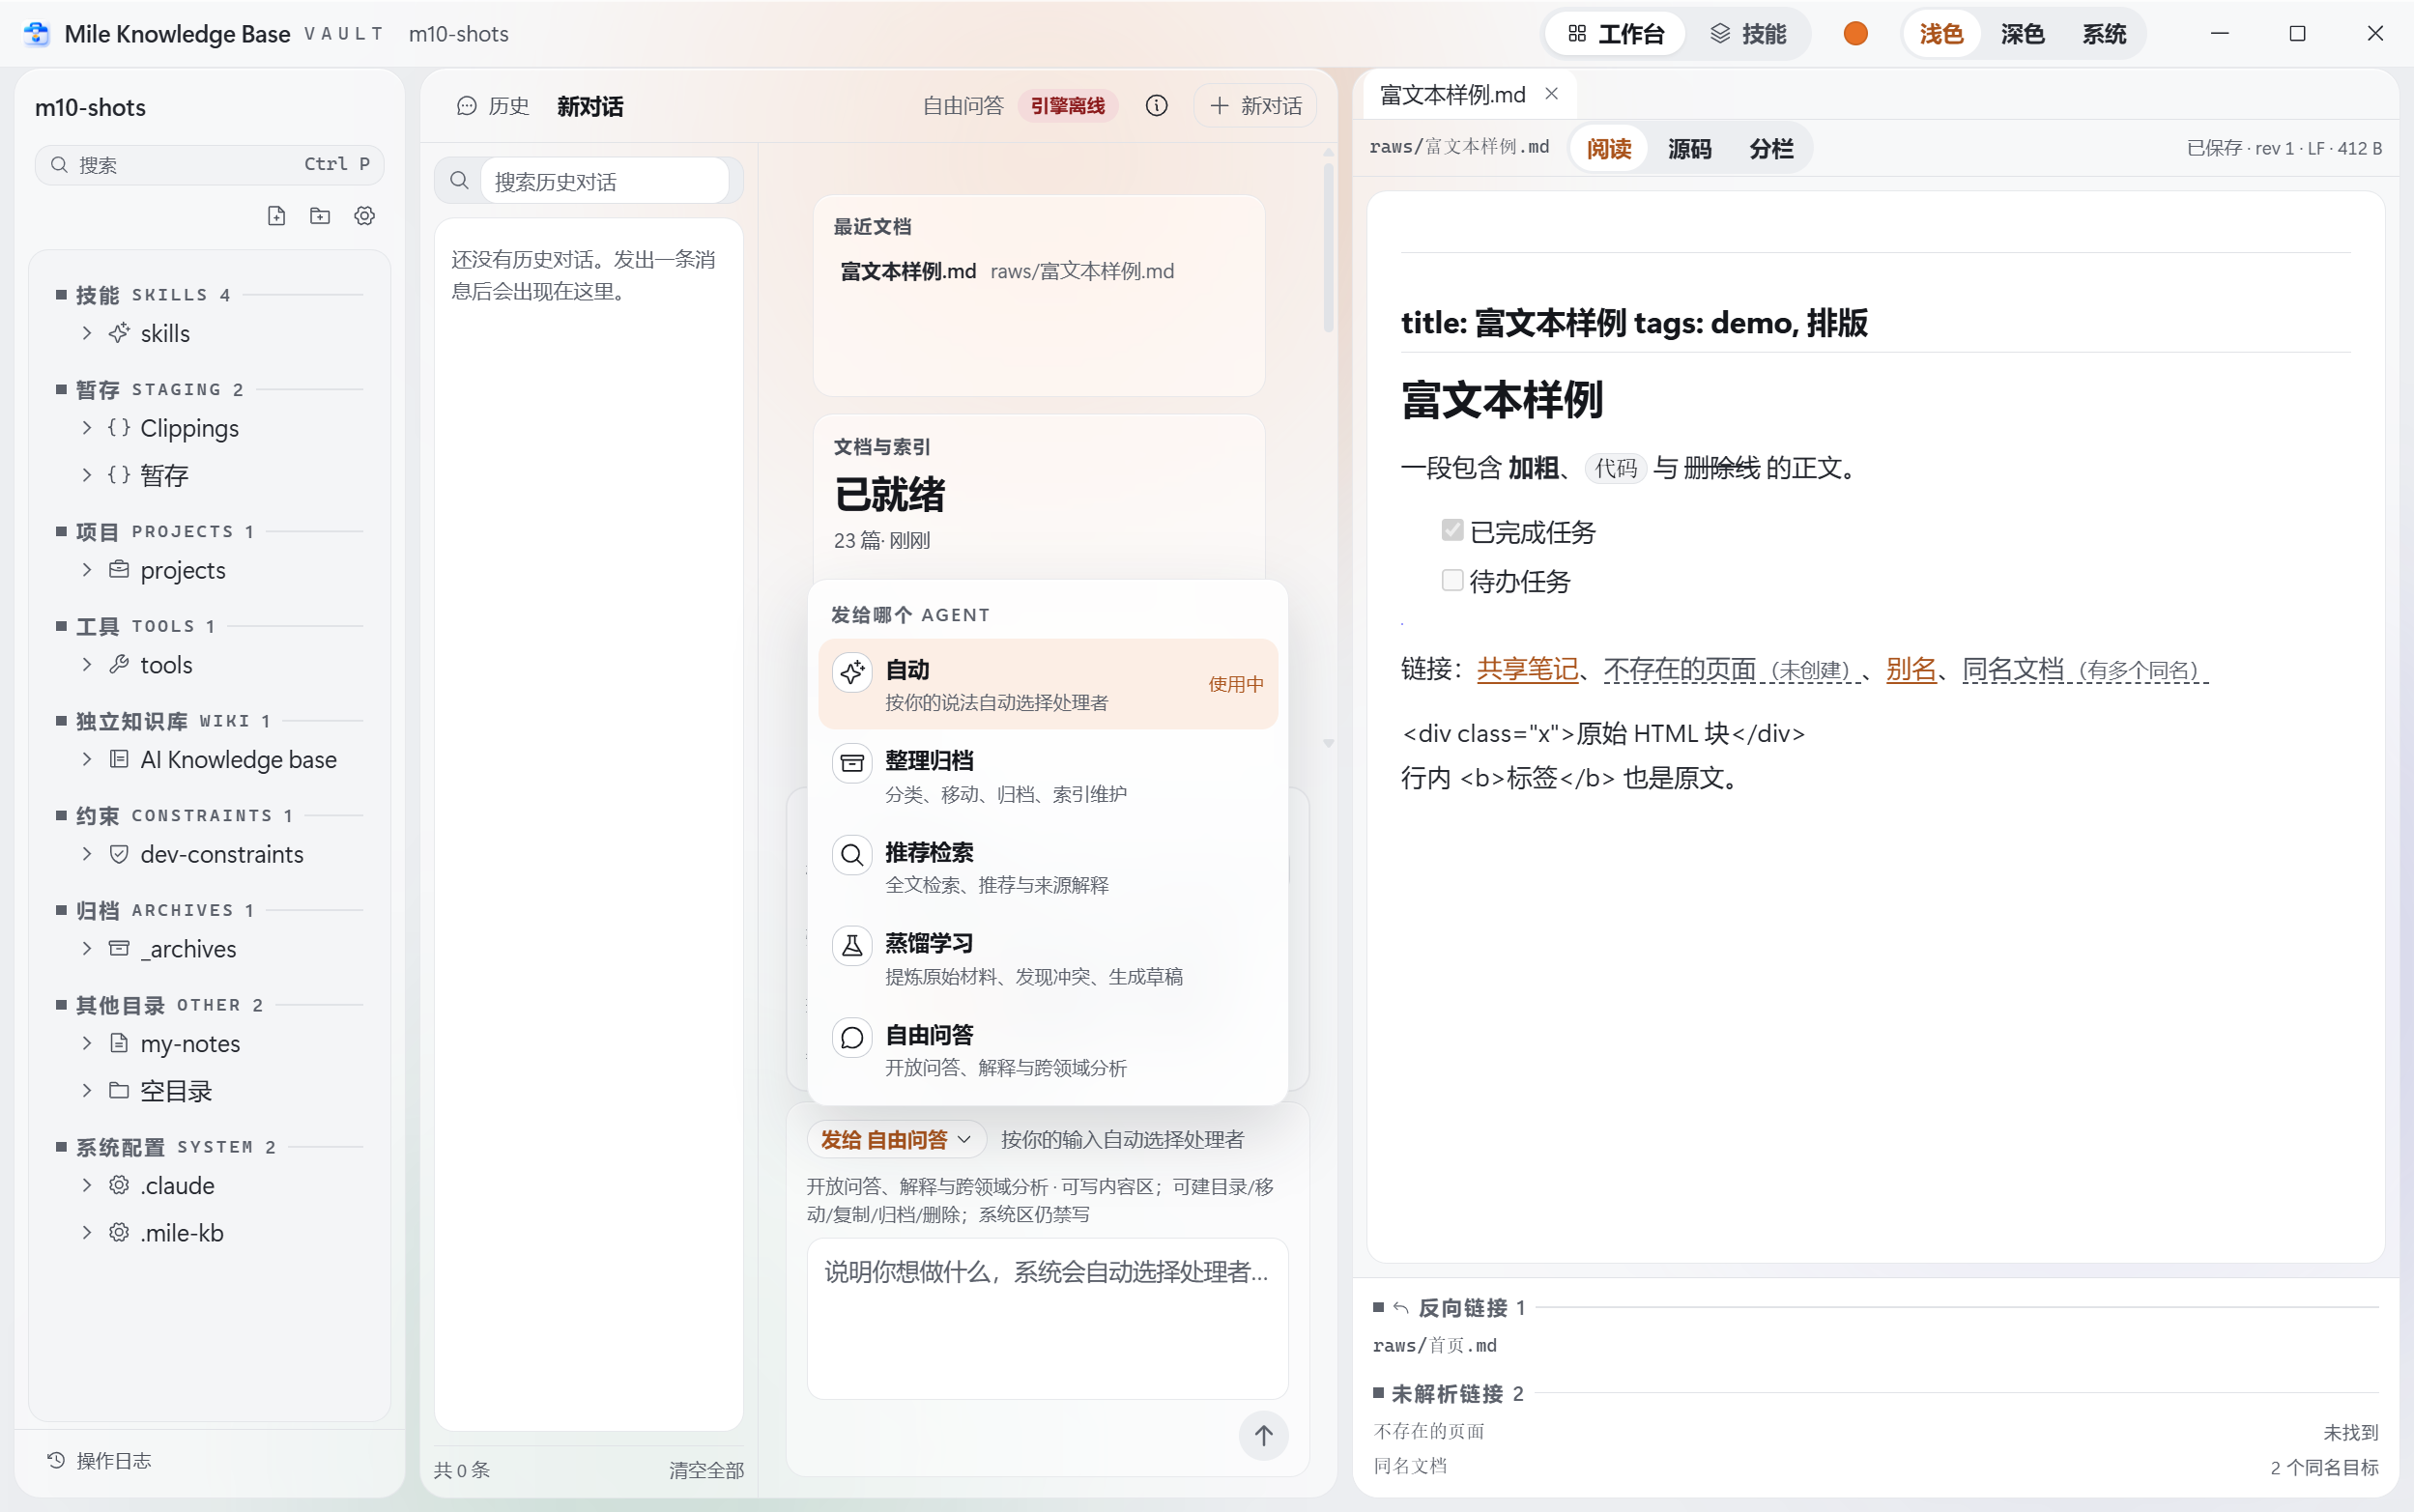 Mile Knowledge Base VAULT m10-shots
工作台 技能 浅色 深色 系统
m10-shots
搜索 Ctrl P
技能 SKILLS 4
skills
暂存 STAGING 2
Clippings
暂存
项目 PROJECTS 1
projects
工具 TOOLS 1
tools
独立知识库 WIKI 1
AI Knowledge base
约束 CONSTRAINTS 1
dev-constraints
归档 ARCHIVES 1
_archives
其他目录 OTHER 2
my-notes
空目录
系统配置 SYSTEM 2
.claude
.mile-kb
操作日志
历史 新对话 自由问答 引擎离线 新对话
搜索历史对话
还没有历史对话。发出一条消
息后会出现在这里。
共 0 条 清空全部
最近文档
富文本样例.md raws/富文本样例.md
文档与索引
已就绪
23 篇· 刚刚
发给哪个 AGENT
自动
按你的说法自动选择处理者
使用中
整理归档
分类、移动、归档、索引维护
推荐检索
全文检索、推荐与来源解释
蒸馏学习
提炼原始材料、发现冲突、生成草稿
自由问答
开放问答、解释与跨领域分析
发给 自由问答 按你的输入自动选择处理者
开放问答、解释与跨领域分析 · 可写内容区；可建目录/移
动/复制/归档/删除；系统区仍禁写
说明你想做什么，系统会自动选择处理者...
富文本样例.md
raws/富文本样例.md 阅读 源码 分栏 已保存 · rev 1 · LF · 412 B
title: 富文本样例 tags: demo, 排版
富文本样例
一段包含 加粗、 代码 与 删除线 的正文。
已完成任务
待办任务
链接：共享笔记、不存在的页面（未创建）、别名、同名文档（有多个同名）
<div class="x">原始 HTML 块</div>
行内 <b>标签</b> 也是原文。
反向链接 1
raws/首页.md
未解析链接 2
不存在的页面 未找到
同名文档 2 个同名目标